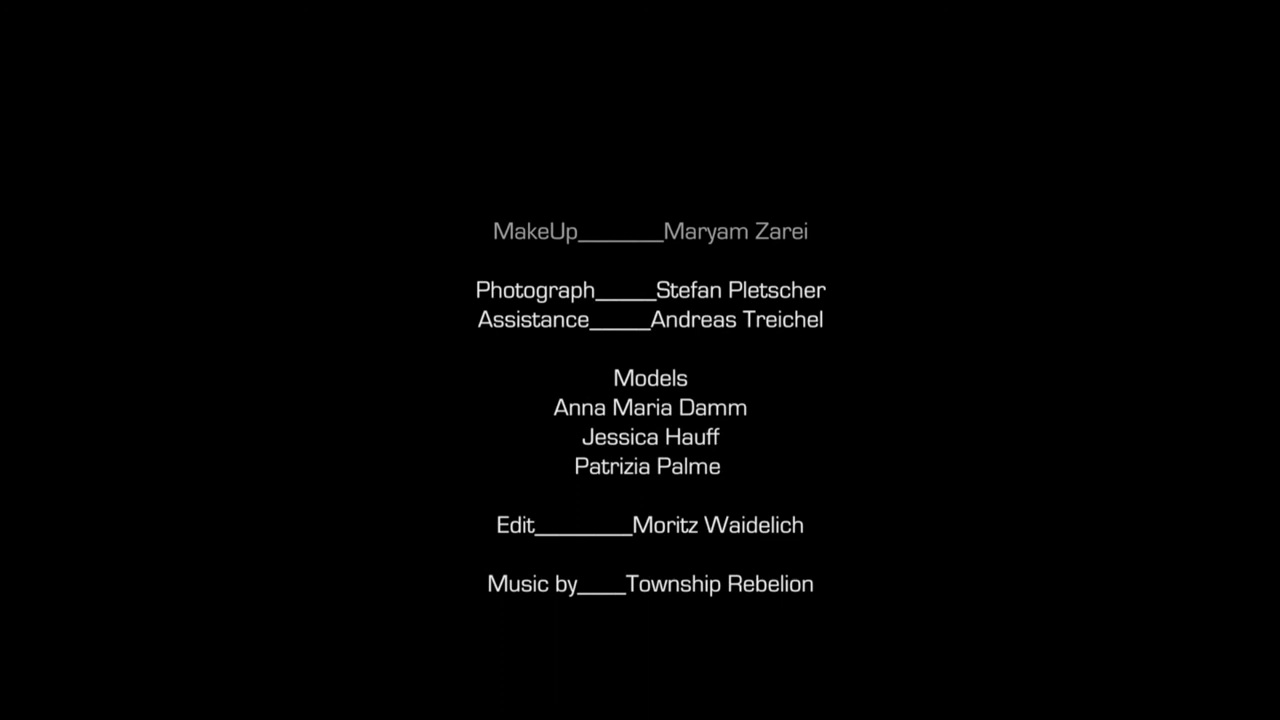 MakeUp_______Maryam Zarei
Photograph_____Stefan Pletscher
Assistance_____Andreas Treichel
Models
Anna Maria Damm
Jessica Hauff
Patrizia Palme
Edit________Moritz Waidelich
Music by____Township Rebelion